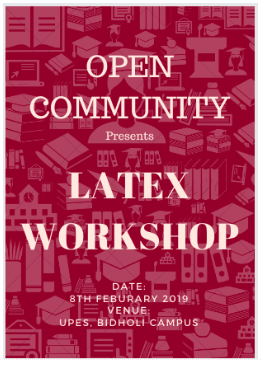 OPEN
COMMUNITY
Presents
LATEX
WORKSHOP
DATE:
8TH FEBURARY 2019
VENUE:
UPES, BIDHOLI CAMPUS